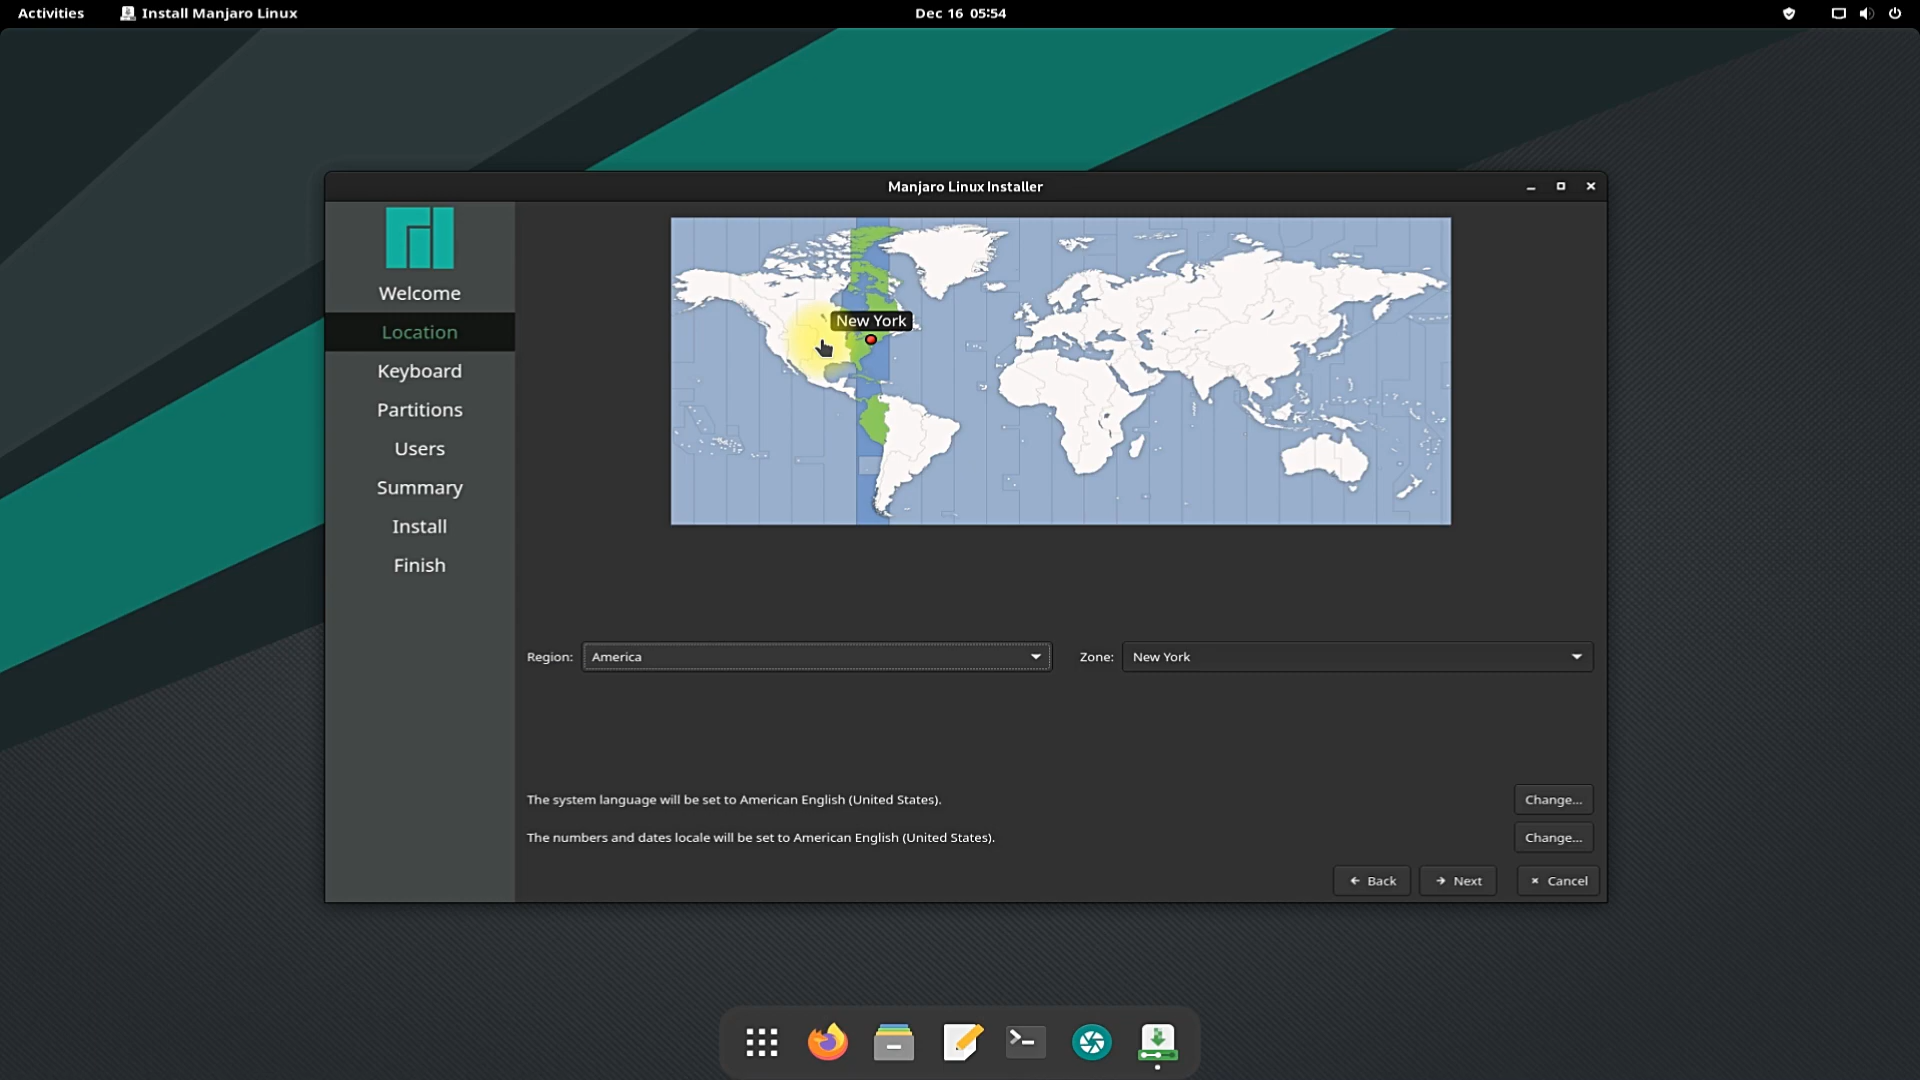 Activities Install Manjaro Linux Dec 16 05:54
Manjaro Linux Installer
Welcome
Location
Keyboard
Partitions
Users
Summary
Install
Finish
New York
Region: America Zone: New York
The system language will be set to American English (United States). Change...
The numbers and dates locale will be set to American English (United States). Change...
Back Next Cancel